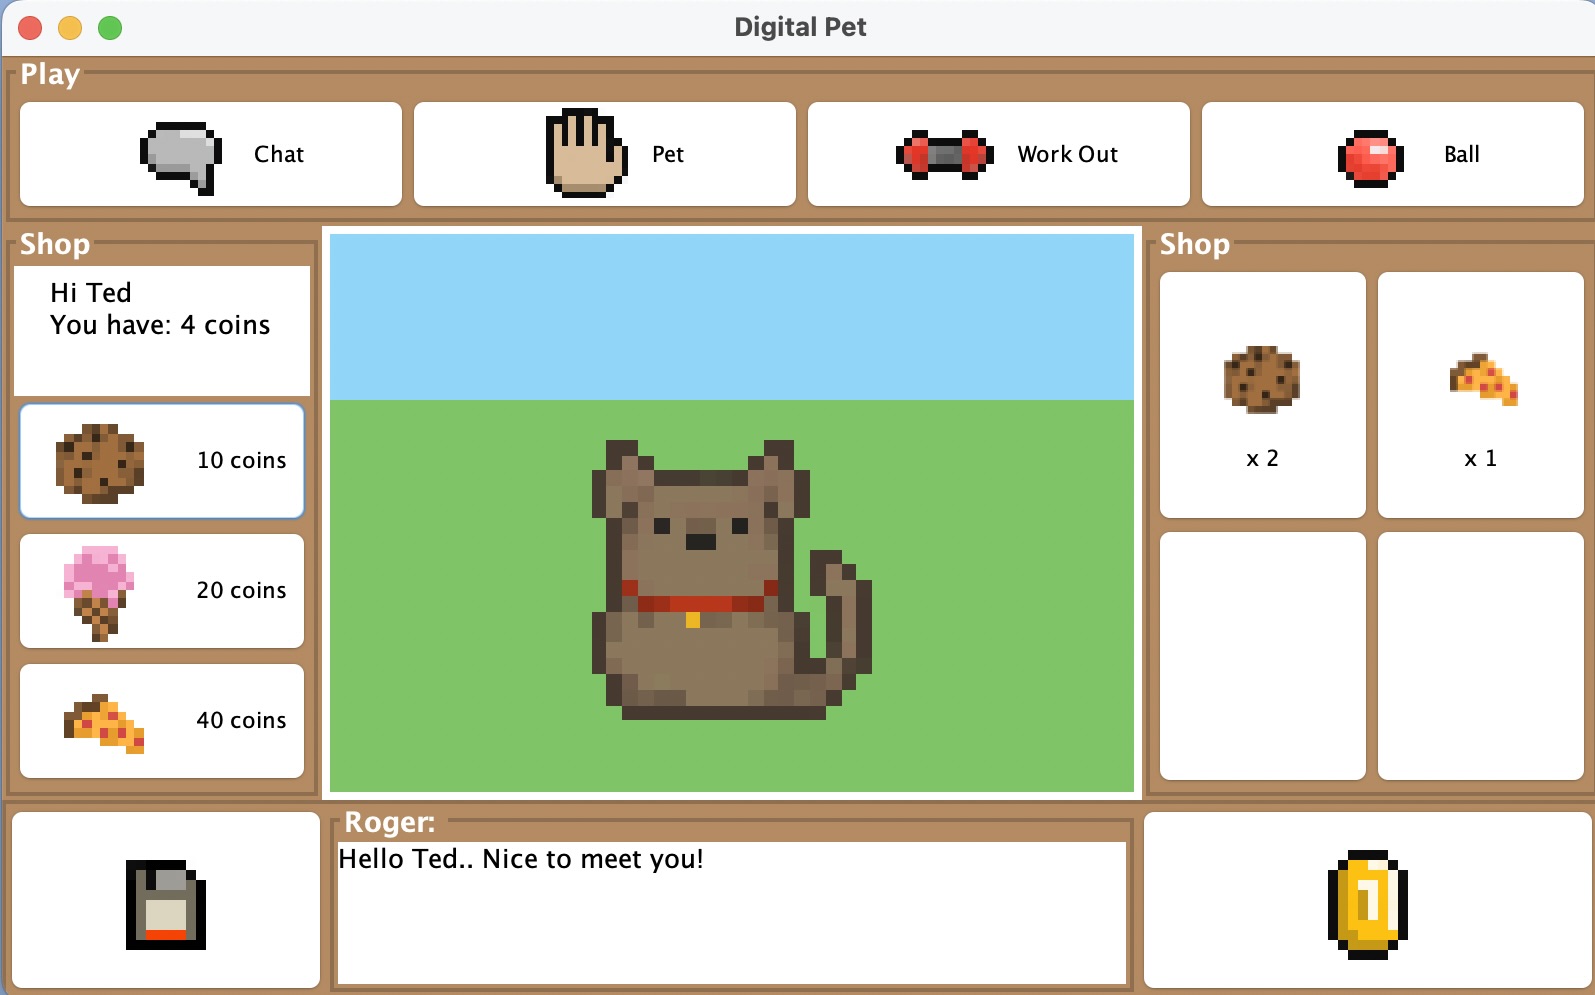 Digital Pet
Play
Chat
Pet
Work Out
Ball
Shop
Hi Ted
You have: 4 coins
10 coins
20 coins
40 coins
Shop
x 2
x 1
Roger:
Hello Ted.. Nice to meet you!
1